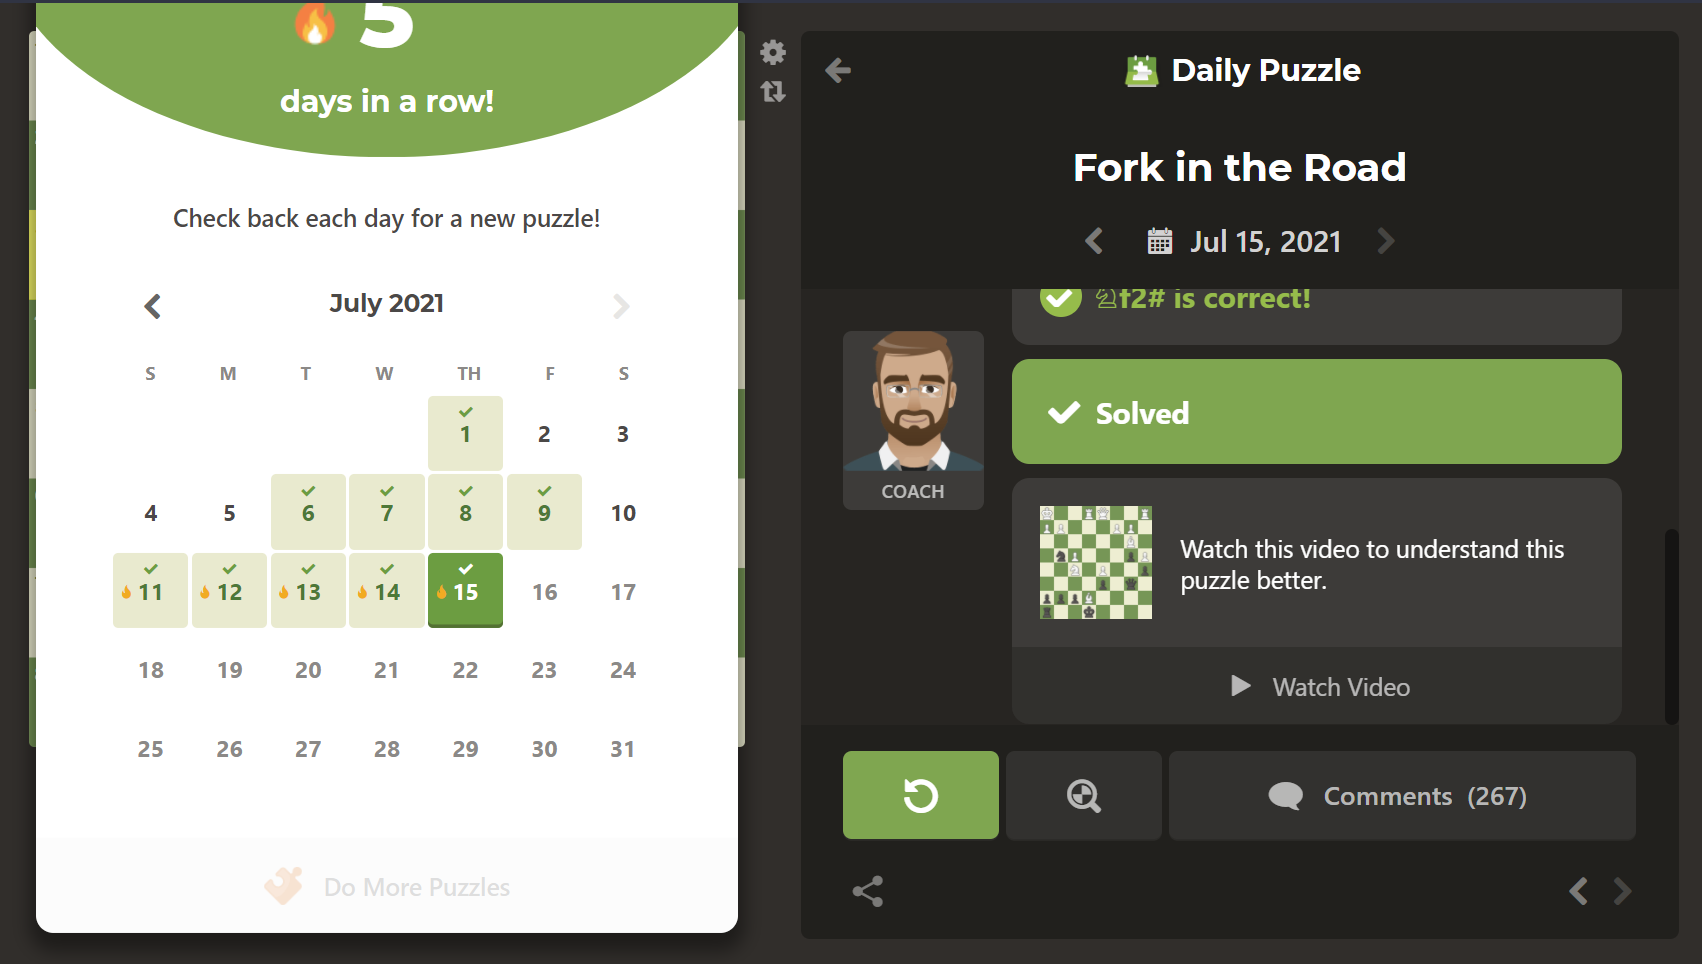 5
days in a row!
Check back each day for a new puzzle!
July 2021
S M T W TH F S
1 2 3
4 5 6 7 8 9 10
11 12 13 14 15 16 17
18 19 20 21 22 23 24
25 26 27 28 29 30 31
Do More Puzzles
Daily Puzzle
Fork in the Road
Jul 15, 2021
♘f2# is correct!
COACH
Solved
Watch this video to understand this
puzzle better.
Watch Video
Comments (267)